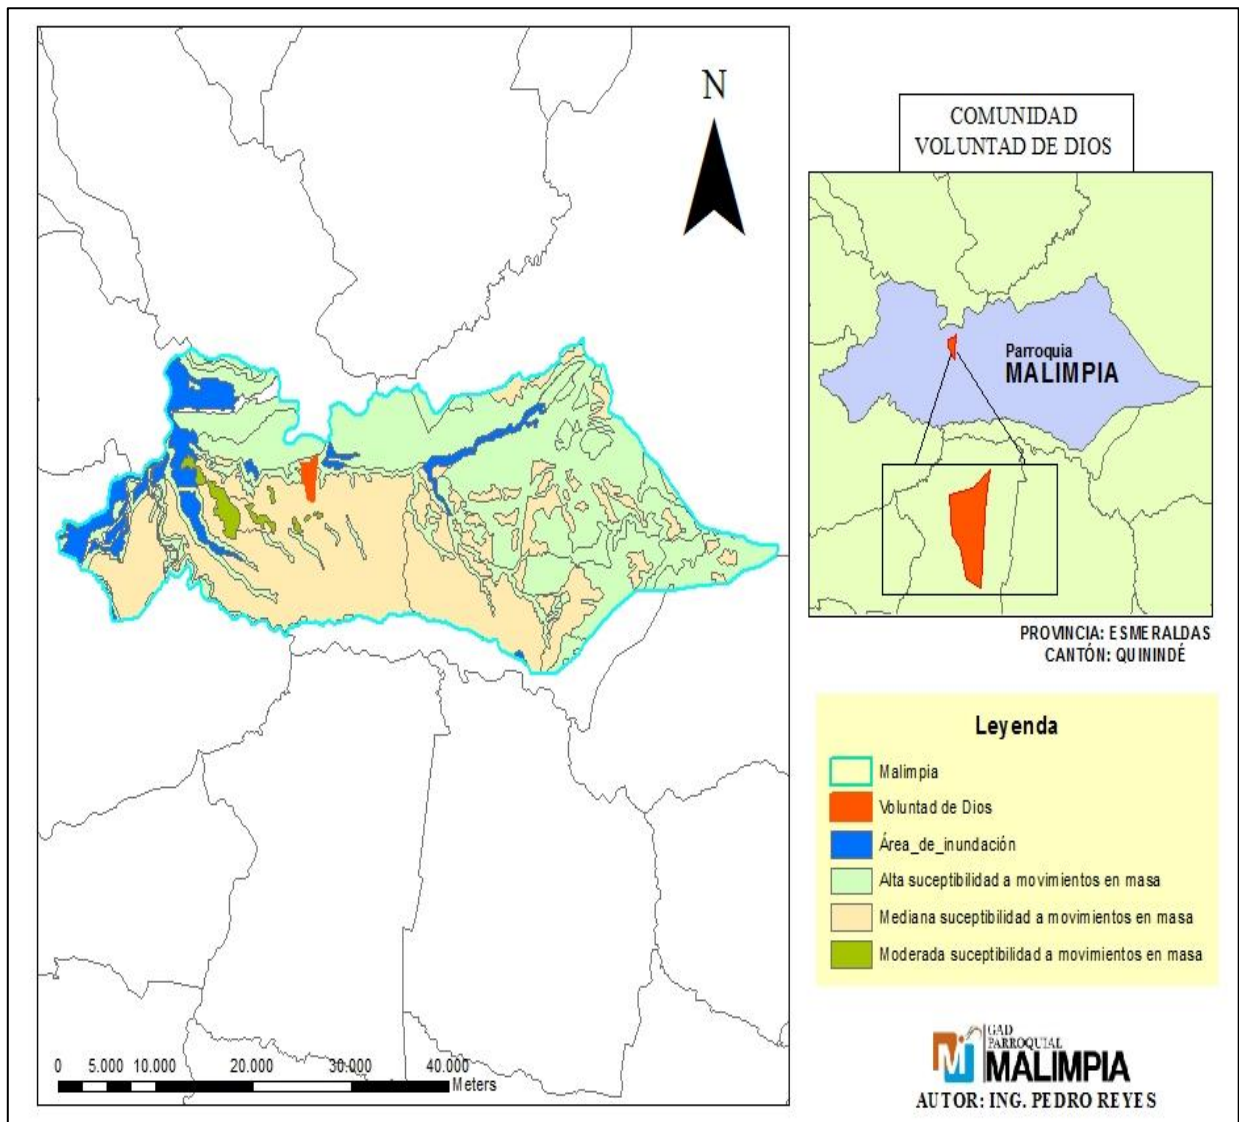 N
COMUNIDAD
VOLUNTAD DE DIOS
Parroquia
MALIMPIA
PROVINCIA: ESMERALDAS
CANTÓN: QUININDÉ
Leyenda
Malimpia
Voluntad de Dios
Área_de_inundación
Alta suceptibilidad a movimientos en masa
Mediana suceptibilidad a movimientos en masa
Moderada suceptibilidad a movimientos en masa
0 5.000 10.000 20.000 30.000 40.000
Meters
GAD
PARROQUIAL
MALIMPIA
AUTOR: ING. PEDRO REYES